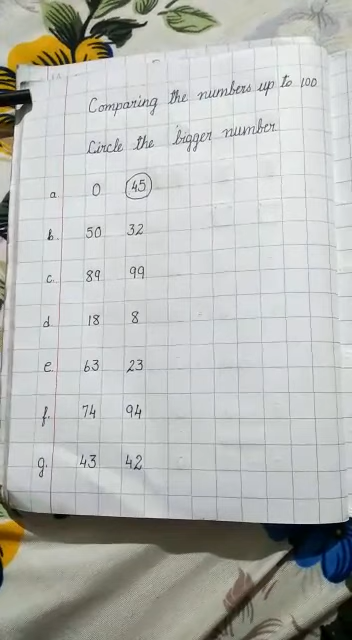 Comparing the numbers up to 100
Circle the bigger number
a. 0 45
b. 50 32
c. 89 99
d. 18 8
e. 63 23
f. 74 94
g. 43 42